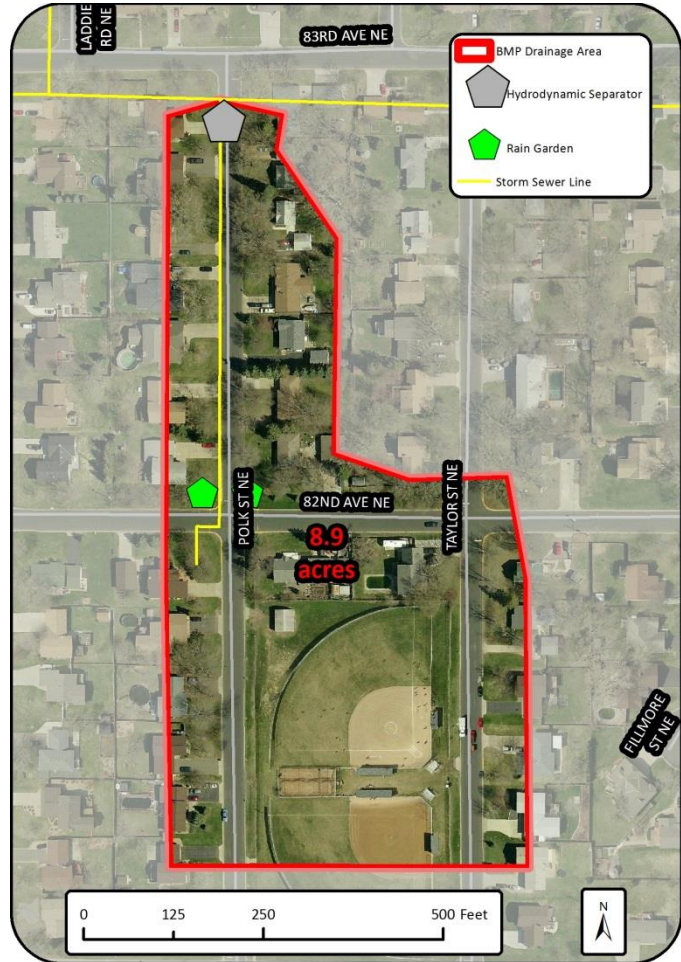 LADDIE
RD NE
83RD AVE NE
BMP Drainage Area
Hydrodynamic Separator
Rain Garden
Storm Sewer Line
POLK ST NE
82ND AVE NE
TAYLOR ST NE
8.9
acres
FILLMORE
ST NE
0 125 250 500 Feet
N